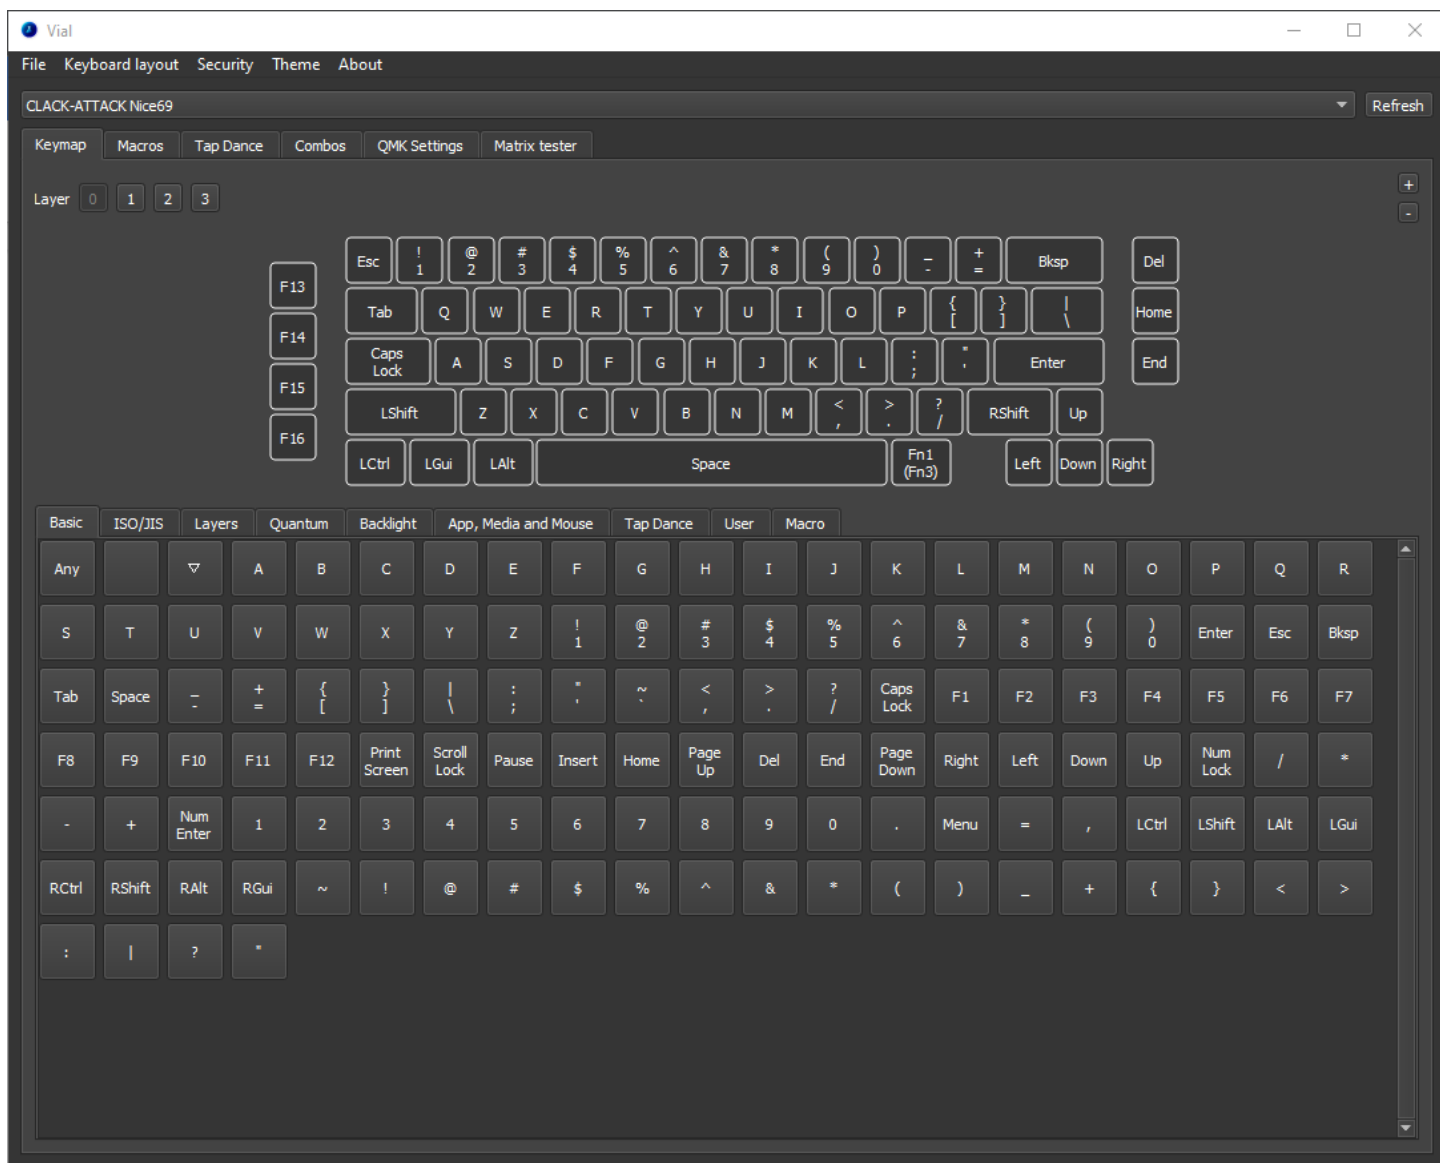 Vial
File Keyboard layout Security Theme About
CLACK-ATTACK Nice69 Refresh
Keymap Macros Tap Dance Combos QMK Settings Matrix tester
Layer 0 1 2 3
+
-
Esc ! 1 @ 2 # 3 $ 4 % 5 ^ 6 & 7 * 8 ( 9 ) 0 _ - + = Bksp Del
F13
Tab Q W E R T Y U I O P { [ } ] | \ Home
F14
Caps Lock A S D F G H J K L : ; " ' Enter End
F15
LShift Z X C V B N M < , > . ? / RShift Up
F16
LCtrl LGui LAlt Space Fn1 (Fn3) Left Down Right
Basic ISO/JIS Layers Quantum Backlight App, Media and Mouse Tap Dance User Macro
Any ▽ A B C D E F G H I J K L M N O P Q R
S T U V W X Y Z ! 1 @ 2 # 3 $ 4 % 5 ^ 6 & 7 * 8 ( 9 ) 0 Enter Esc Bksp
Tab Space _ - + = { [ } ] | \ : ; " ' ~ ` < , > . ? / Caps Lock F1 F2 F3 F4 F5 F6 F7
F8 F9 F10 F11 F12 Print Screen Scroll Lock Pause Insert Home Page Up Del End Page Down Right Left Down Up Num Lock / *
- + Num Enter 1 2 3 4 5 6 7 8 9 0 . Menu = , LCtrl LShift LAlt LGui
RCtrl RShift RAlt RGui ~ ! @ # $ % ^ & * ( ) _ + { } < >
: | ? "